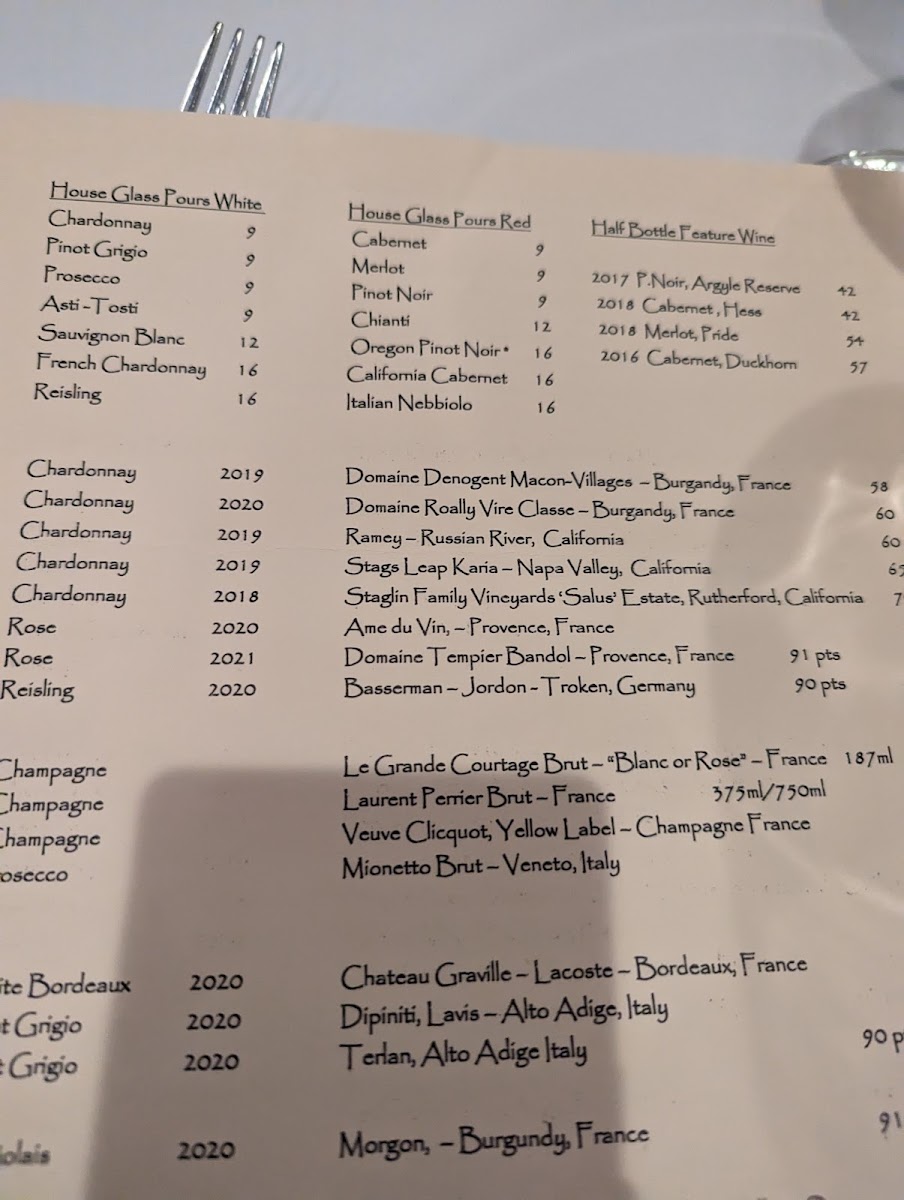 House Glass Pours White
Chardonnay 9
Pinot Grigio 9
Prosecco 9
Asti-Tosti 9
Sauvignon Blanc 12
French Chardonnay 16
Reisling 16
House Glass Pours Red
Cabernet 9
Merlot 9
Pinot Noir 9
Chianti 12
Oregon Pinot Noir* 16
California Cabernet 16
Italian Nebbiolo 16
Half Bottle Feature Wine
2017 P.Noir, Argyle Reserve 42
2018 Cabernet, Hess 42
2018 Merlot, Pride 54
2016 Cabernet, Duckhorn 57
Chardonnay 2019 Domaine Denogent Macon-Villages – Burgandy, France 58
Chardonnay 2020 Domaine Roally Vire Classe – Burgandy, France 60
Chardonnay 2019 Ramey – Russian River, California 60
Chardonnay 2019 Stags Leap Karia – Napa Valley, California
Chardonnay 2018 Staglin Family Vineyards 'Salus' Estate, Rutherford, California
Rose 2020 Ame du Vin, – Provence, France
Rose 2021 Domaine Tempier Bandol – Provence, France 91 pts
Reisling 2020 Basserman – Jordon - Troken, Germany 90 pts
Champagne Le Grande Courtage Brut – "Blanc or Rose" – France 187ml
Champagne Laurent Perrier Brut – France 375ml/750ml
Champagne Veuve Clicquot, Yellow Label – Champagne France
osecco Mionetto Brut – Veneto, Italy
ite Bordeaux 2020 Chateau Graville – Lacoste – Bordeaux, France
t Grigio 2020 Dipiniti, Lavis – Alto Adige, Italy
t Grigio 2020 Terlan, Alto Adige Italy 90 p
olais 2020 Morgon, – Burgundy, France 91